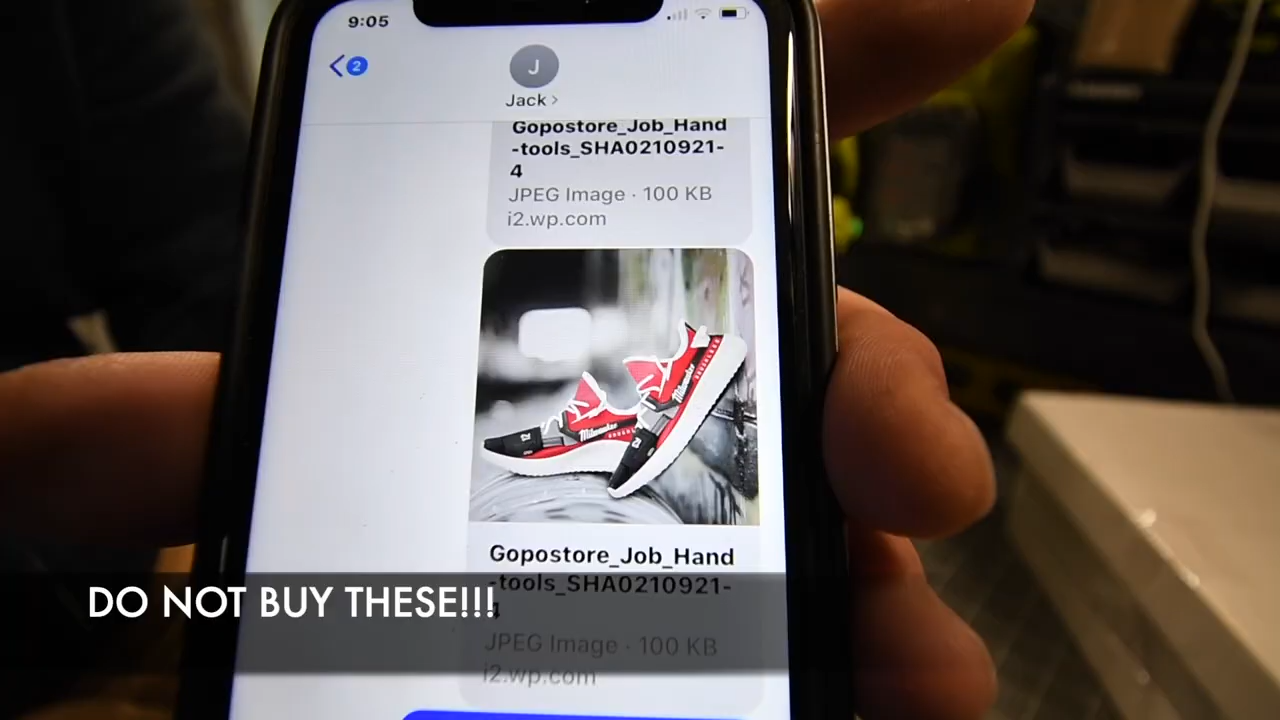 9:05
2
J
Jack >
Gopostore_Job_Hand
-tools_SHA0210921-
4
JPEG Image · 100 KB
i2.wp.com
Milwaukee
Milwaukee
Gopostore_Job_Hand
-tools_SHA0210921-
4
DO NOT BUY THESE!!!
JPEG Image · 100 KB
i2.wp.com